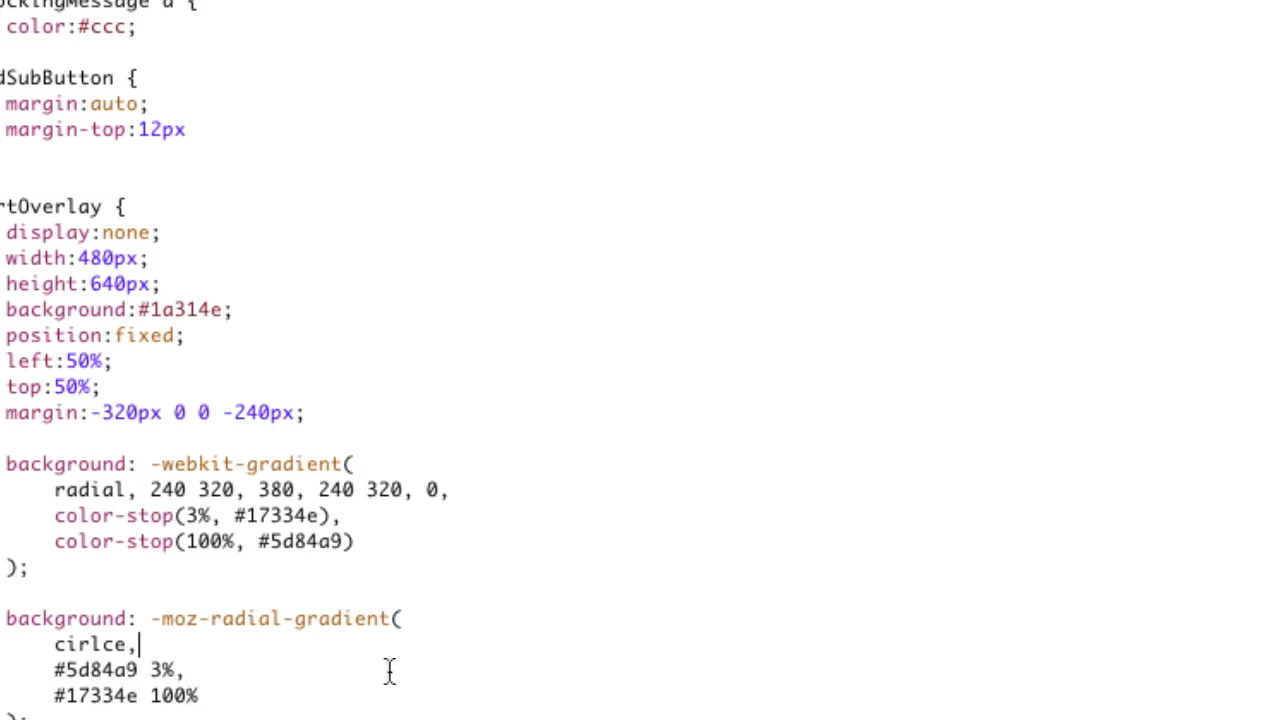 ockingMessage a {
color:#ccc;
dSubButton {
margin:auto;
margin-top:12px
rtOverlay {
display:none;
width:480px;
height:640px;
background:#1a314e;
position:fixed;
left:50%;
top:50%;
margin:-320px 0 0 -240px;
background: -webkit-gradient(
radial, 240 320, 380, 240 320, 0,
color-stop(3%, #17334e),
color-stop(100%, #5d84a9)
);
background: -moz-radial-gradient(
cirlce,
#5d84a9 3%,
#17334e 100%
);